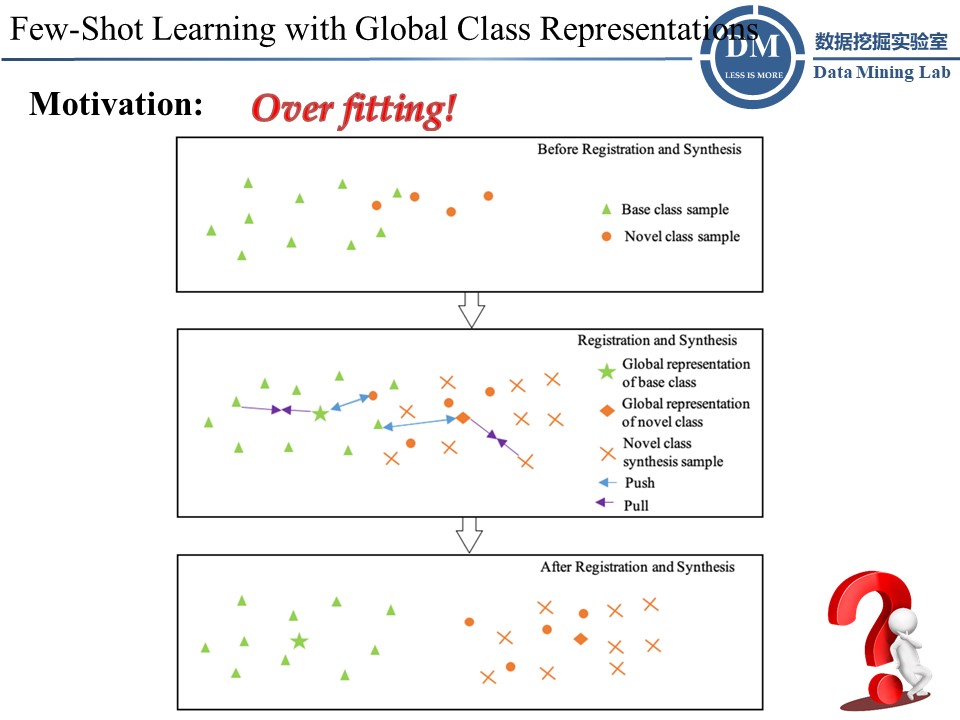 Few-Shot Learning with Global Class Representations
DM
LESS IS MORE
数据挖掘实验室
Data Mining Lab
Motivation:
Over fitting!
Before Registration and Synthesis
Base class sample
Novel class sample
Registration and Synthesis
Global representation
of base class
Global representation
of novel class
Novel class
synthesis sample
Push
Pull
After Registration and Synthesis